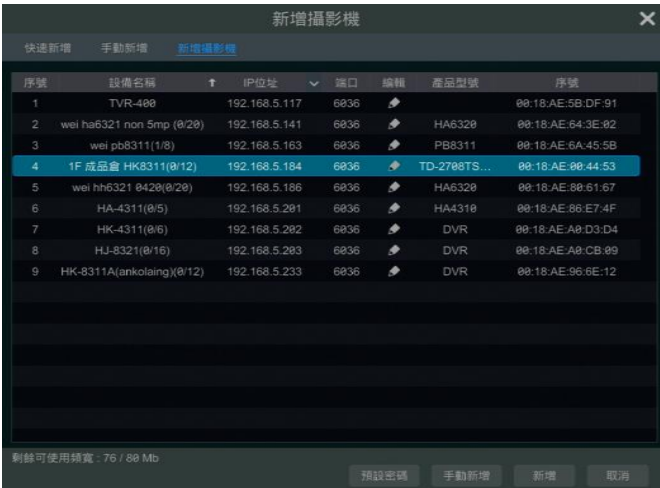 新增攝影機
快速新增 手動新增 新增攝影機
序號 設備名稱 IP位址 端口 編輯 產品型號 序號
1 TVR-400 192.168.5.117 6036 00:18:AE:5B:DF:91
2 wei ha6321 non 5mp (0/20) 192.168.5.141 6036 HA6320 00:18:AE:64:3E:02
3 wei pb8311(1/8) 192.168.5.163 6036 PB8311 00:18:AE:6A:45:5B
4 1F 成品倉 HK8311(0/12) 192.168.5.184 6036 TD-2708TS... 00:18:AE:00:44:53
5 wei hh6321 0420(0/20) 192.168.5.186 6036 HA6320 00:18:AE:80:61:67
6 HA-4311(0/5) 192.168.5.201 6036 HA4310 00:18:AE:86:E7:4F
7 HK-4311(0/6) 192.168.5.202 6036 DVR 00:18:AE:A0:D3:D4
8 HJ-8321(0/16) 192.168.5.203 6036 DVR 00:18:AE:A0:CB:09
9 HK-8311A(ankolaing)(0/12) 192.168.5.233 6036 DVR 00:18:AE:96:6E:12
剩餘可使用頻寬 : 76 / 80 Mb
預設密碼 手動新增 新增 取消